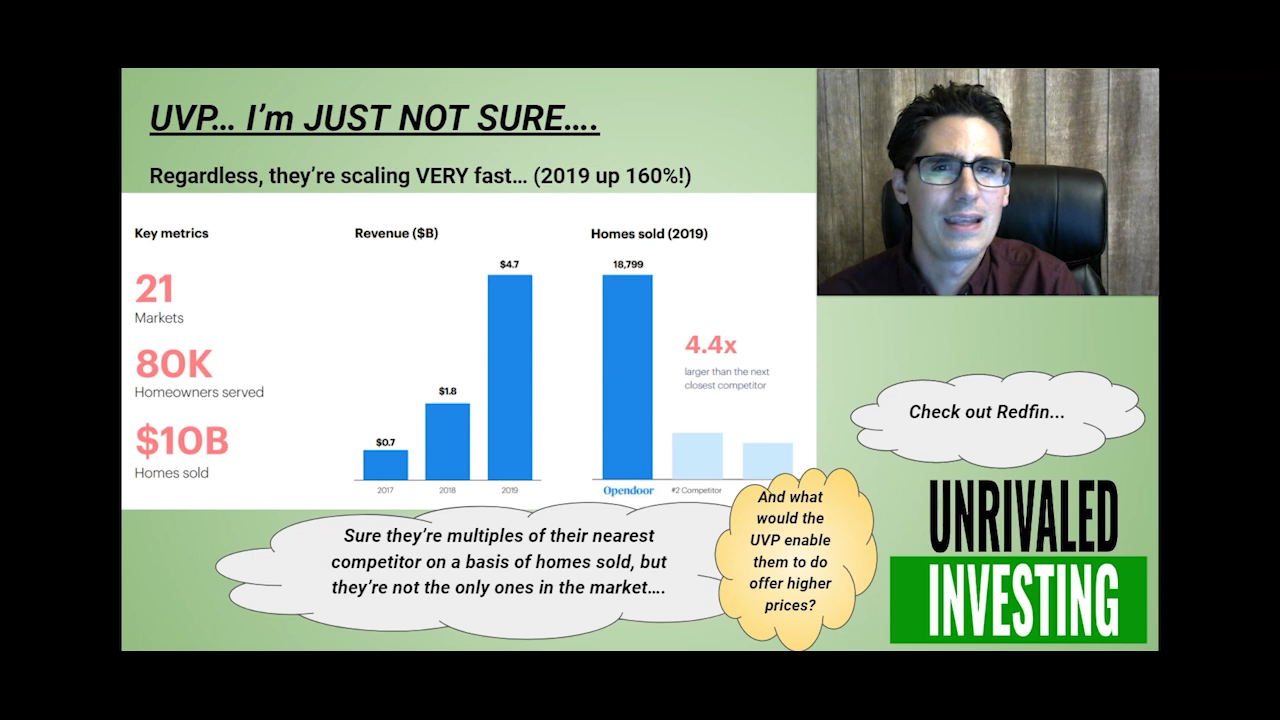 UVP... I'm JUST NOT SURE....
Regardless, they're scaling VERY fast... (2019 up 160%!)
Key metrics
21
Markets
80K
Homeowners served
$10B
Homes sold
Revenue ($B)
$4.7
$1.8
$0.7
2017
2018
2019
Homes sold (2019)
18,799
4.4x
larger than the next
closest competitor
Opendoor
#2 Competitor
Check out Redfin...
Sure they're multiples of their nearest
competitor on a basis of homes sold, but
they're not the only ones in the market....
And what
would the
UVP enable
them to do
offer higher
prices?
UNRIVALED
INVESTING